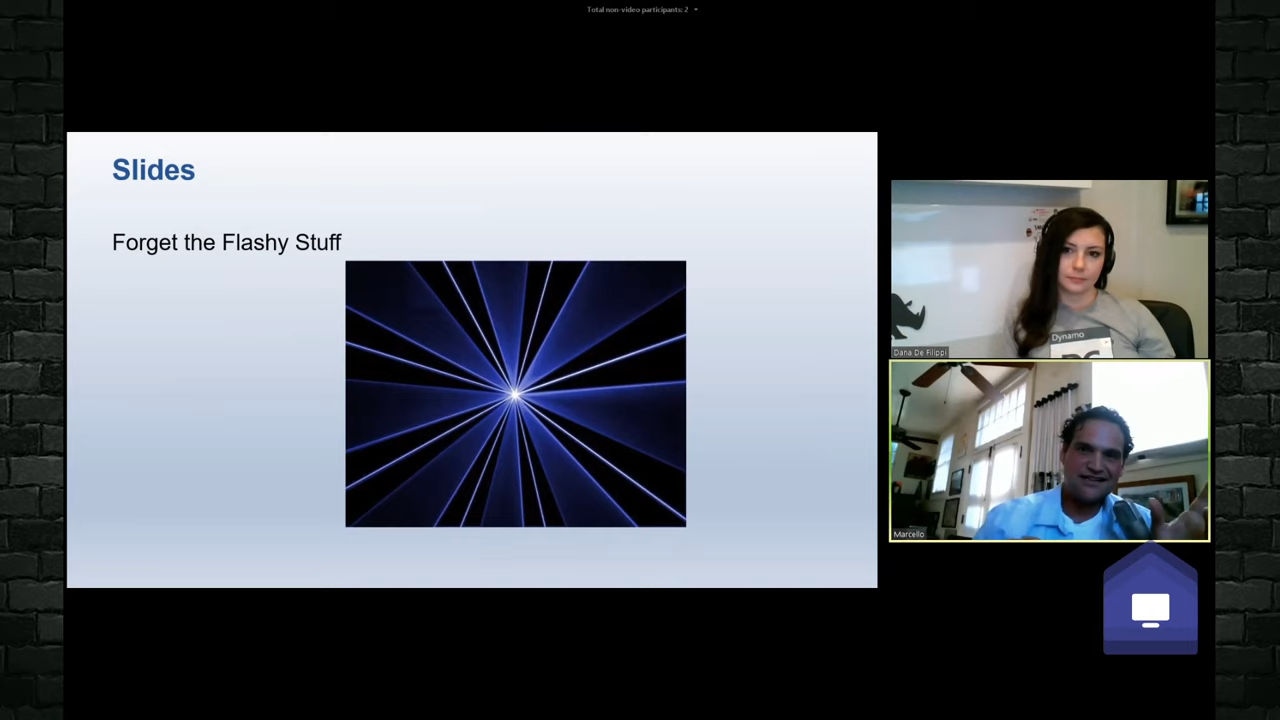 Total non-video participants: 2
Slides
Forget the Flashy Stuff
Dynamo
Dana De Filippi
Marcello